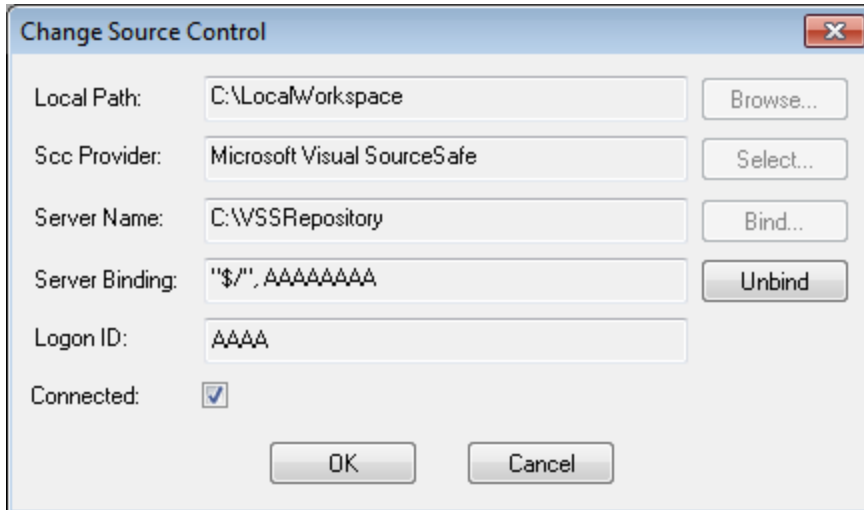 Change Source Control
Local Path: C:\LocalWorkspace Browse...
Scc Provider: Microsoft Visual SourceSafe Select...
Server Name: C:\VSSRepository Bind...
Server Binding: "$/", AAAAAAAA Unbind
Logon ID: AAAA
Connected:
OK Cancel